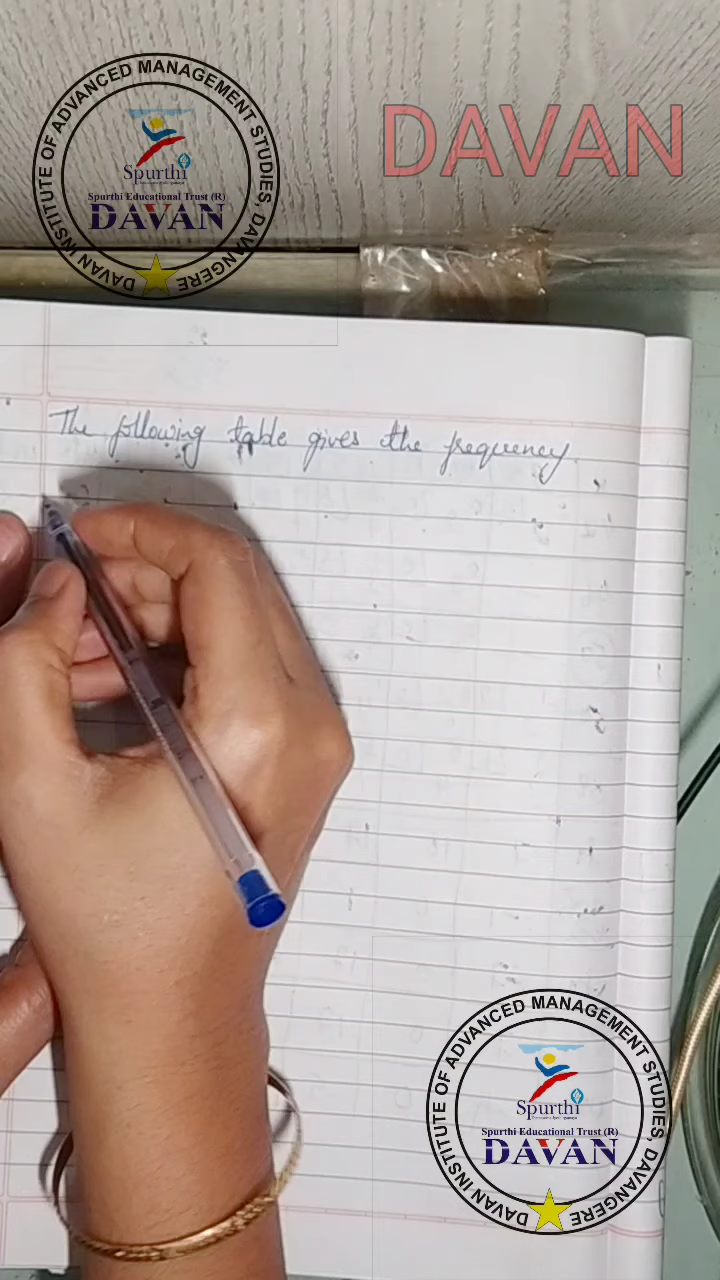 DAVAN INSTITUTE OF ADVANCED MANAGEMENT STUDIES, DAVANGERE
Spurthi
Spurthi Educational Trust (R)
DAVAN
DAVAN
The following table gives the frequency
DAVAN INSTITUTE OF ADVANCED MANAGEMENT STUDIES, DAVANGERE
Spurthi
Spurthi Educational Trust (R)
DAVAN